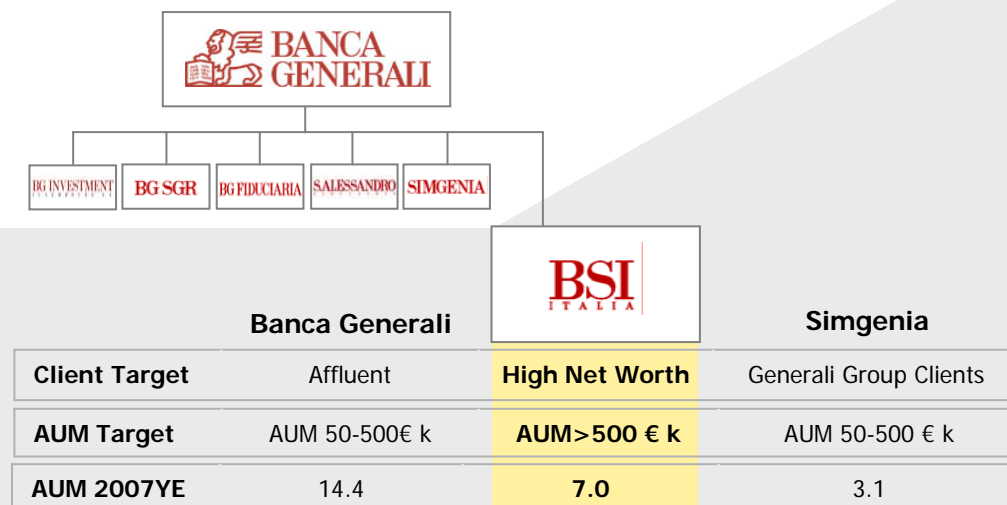 BANCA
GENERALI
BG INVESTMENT
BG SGR
BG FIDUCIARIA
S.ALESSANDRO
SIMGENIA
BSI
ITALIA
Banca Generali
Simgenia
Client Target Affluent High Net Worth Generali Group Clients
AUM Target AUM 50-500€ k AUM>500 € k AUM 50-500 € k
AUM 2007YE 14.4 7.0 3.1